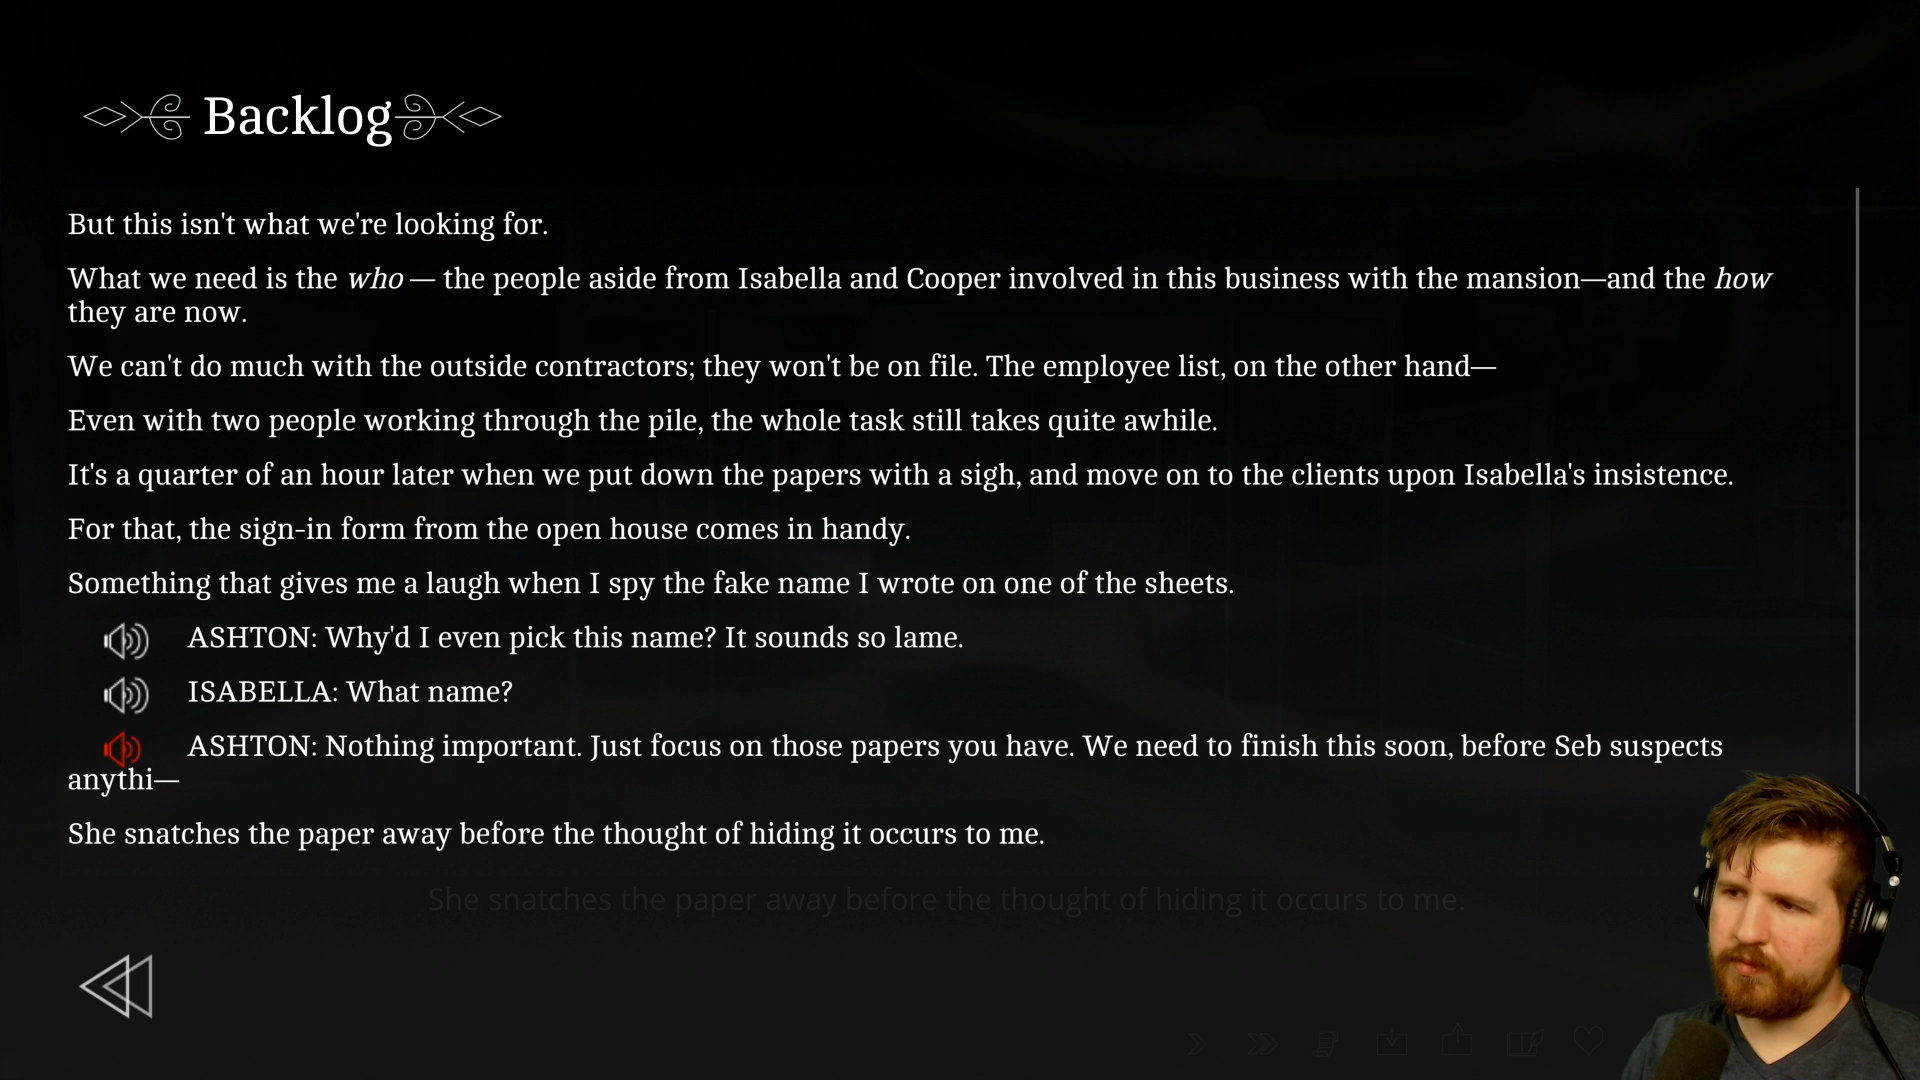 Backlog
But this isn't what we're looking for.
What we need is the who — the people aside from Isabella and Cooper involved in this business with the mansion—and the how
they are now.
We can't do much with the outside contractors; they won't be on file. The employee list, on the other hand—
Even with two people working through the pile, the whole task still takes quite awhile.
It's a quarter of an hour later when we put down the papers with a sigh, and move on to the clients upon Isabella's insistence.
For that, the sign-in form from the open house comes in handy.
Something that gives me a laugh when I spy the fake name I wrote on one of the sheets.
ASHTON: Why'd I even pick this name? It sounds so lame.
ISABELLA: What name?
ASHTON: Nothing important. Just focus on those papers you have. We need to finish this soon, before Seb suspects
anythi—
She snatches the paper away before the thought of hiding it occurs to me.
She snatches the paper away before the thought of hiding it occurs to me.